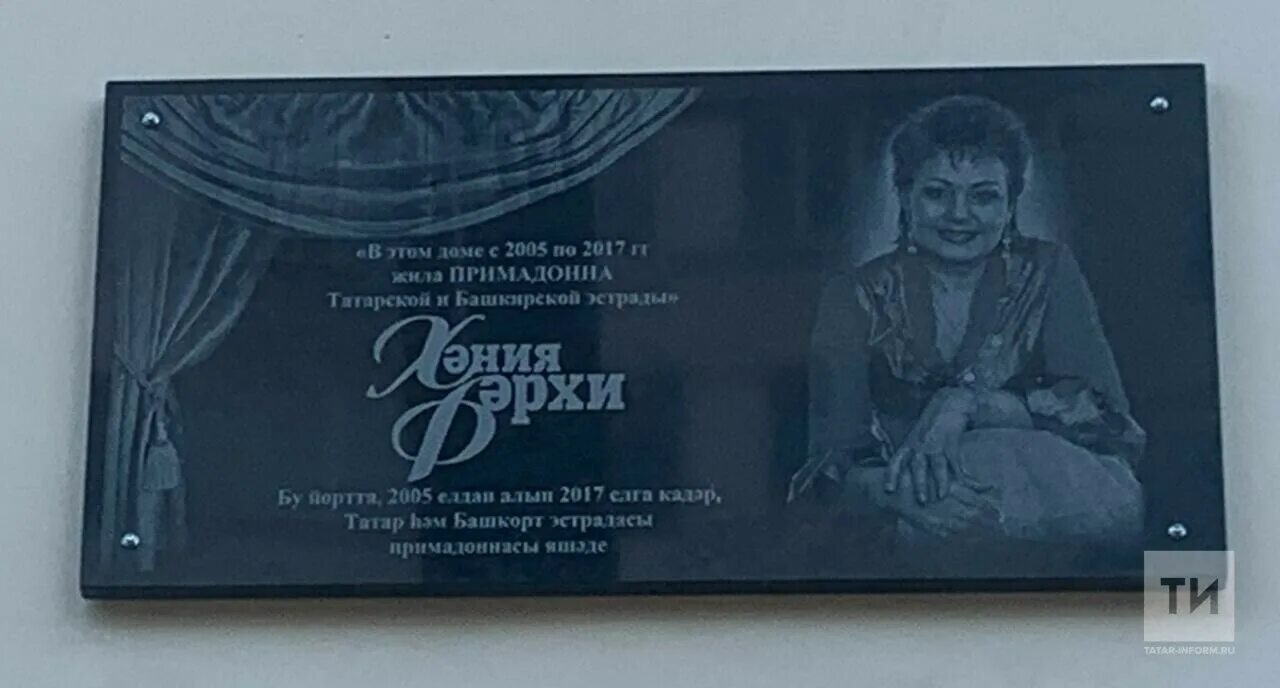 «В этом доме с 2005 по 2017 гг
жила ПРИМАДОННА
Татарской и Башкирской эстрады»
Хәния
Фәрхи
Бу йортта, 2005 елдан алып 2017 елга кадәр,
Татар һәм Башкорт эстрадасы
примадоннасы яшәде
ТИ
TATAR-INFORM.RU